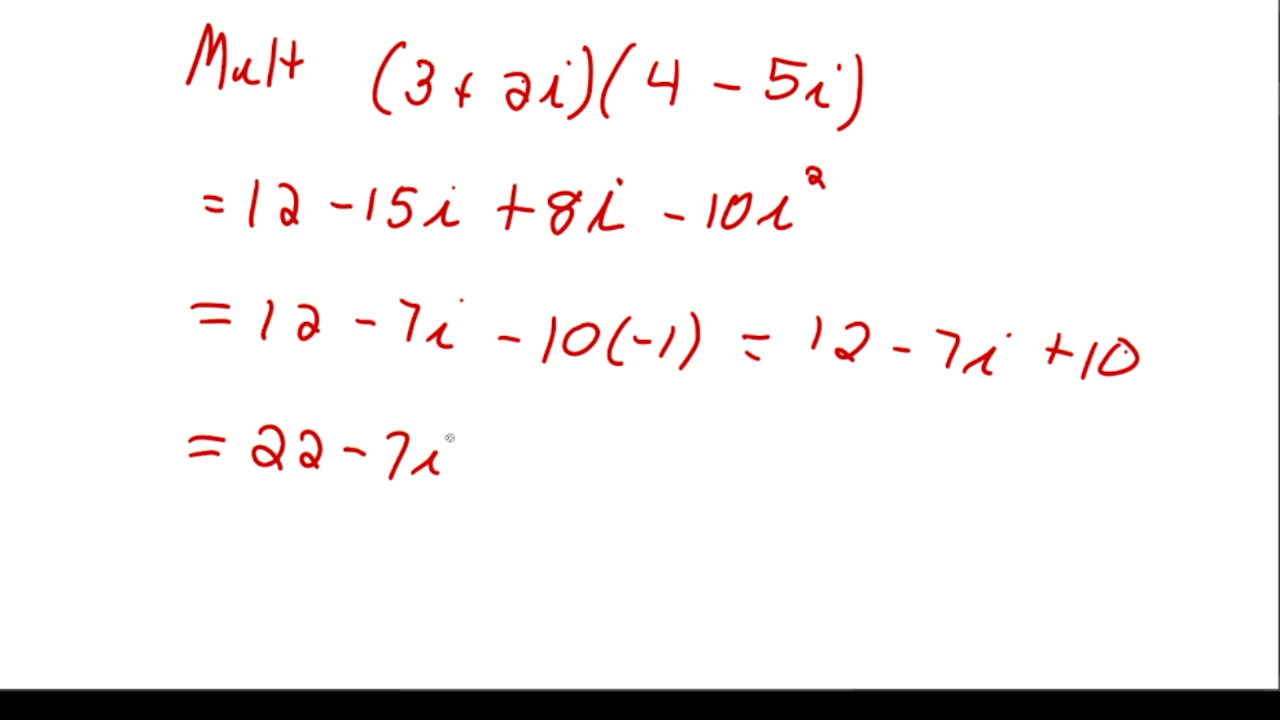 Mult (3 + 2i)(4 - 5i)
= 12 - 15i + 8i - 10i²
= 12 - 7i - 10(-1) = 12 - 7i + 10
= 22 - 7i